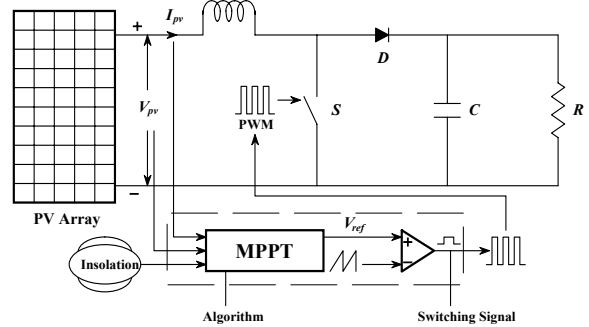 I_pv
+
D
V_pv
S
C
R
PWM
−
PV Array
V_ref
MPPT
+
−
Insolation
Algorithm
Switching Signal